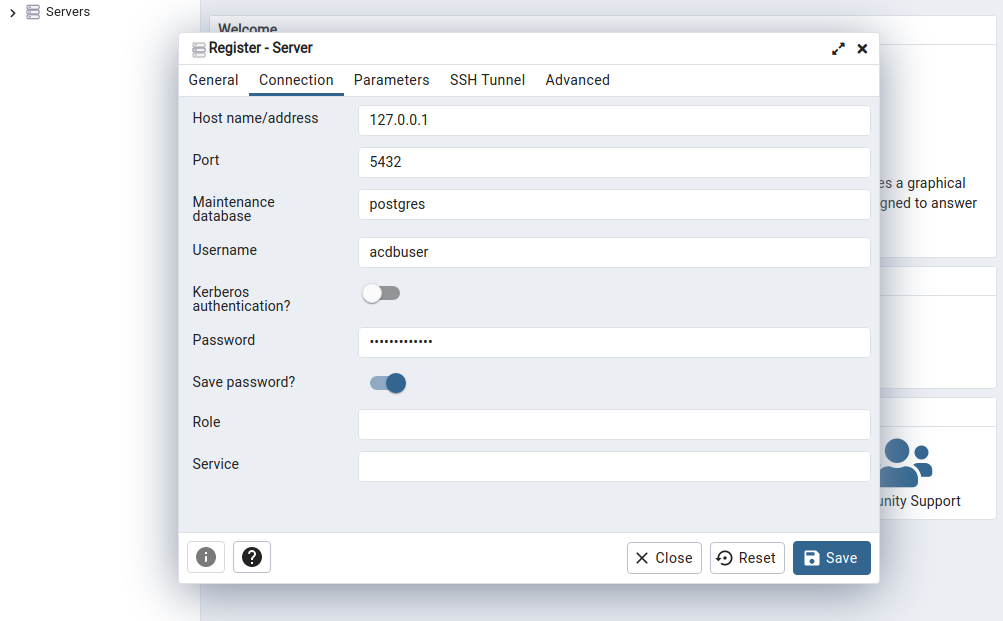 Servers
Welcome
Register - Server
General Connection Parameters SSH Tunnel Advanced
Host name/address 127.0.0.1
Port 5432
Maintenance
database
postgres
Username acdbuser
Kerberos
authentication?
Password •••••••••••••
Save password?
Role
Service
Close Reset Save
es a graphical
gned to answer
unity Support